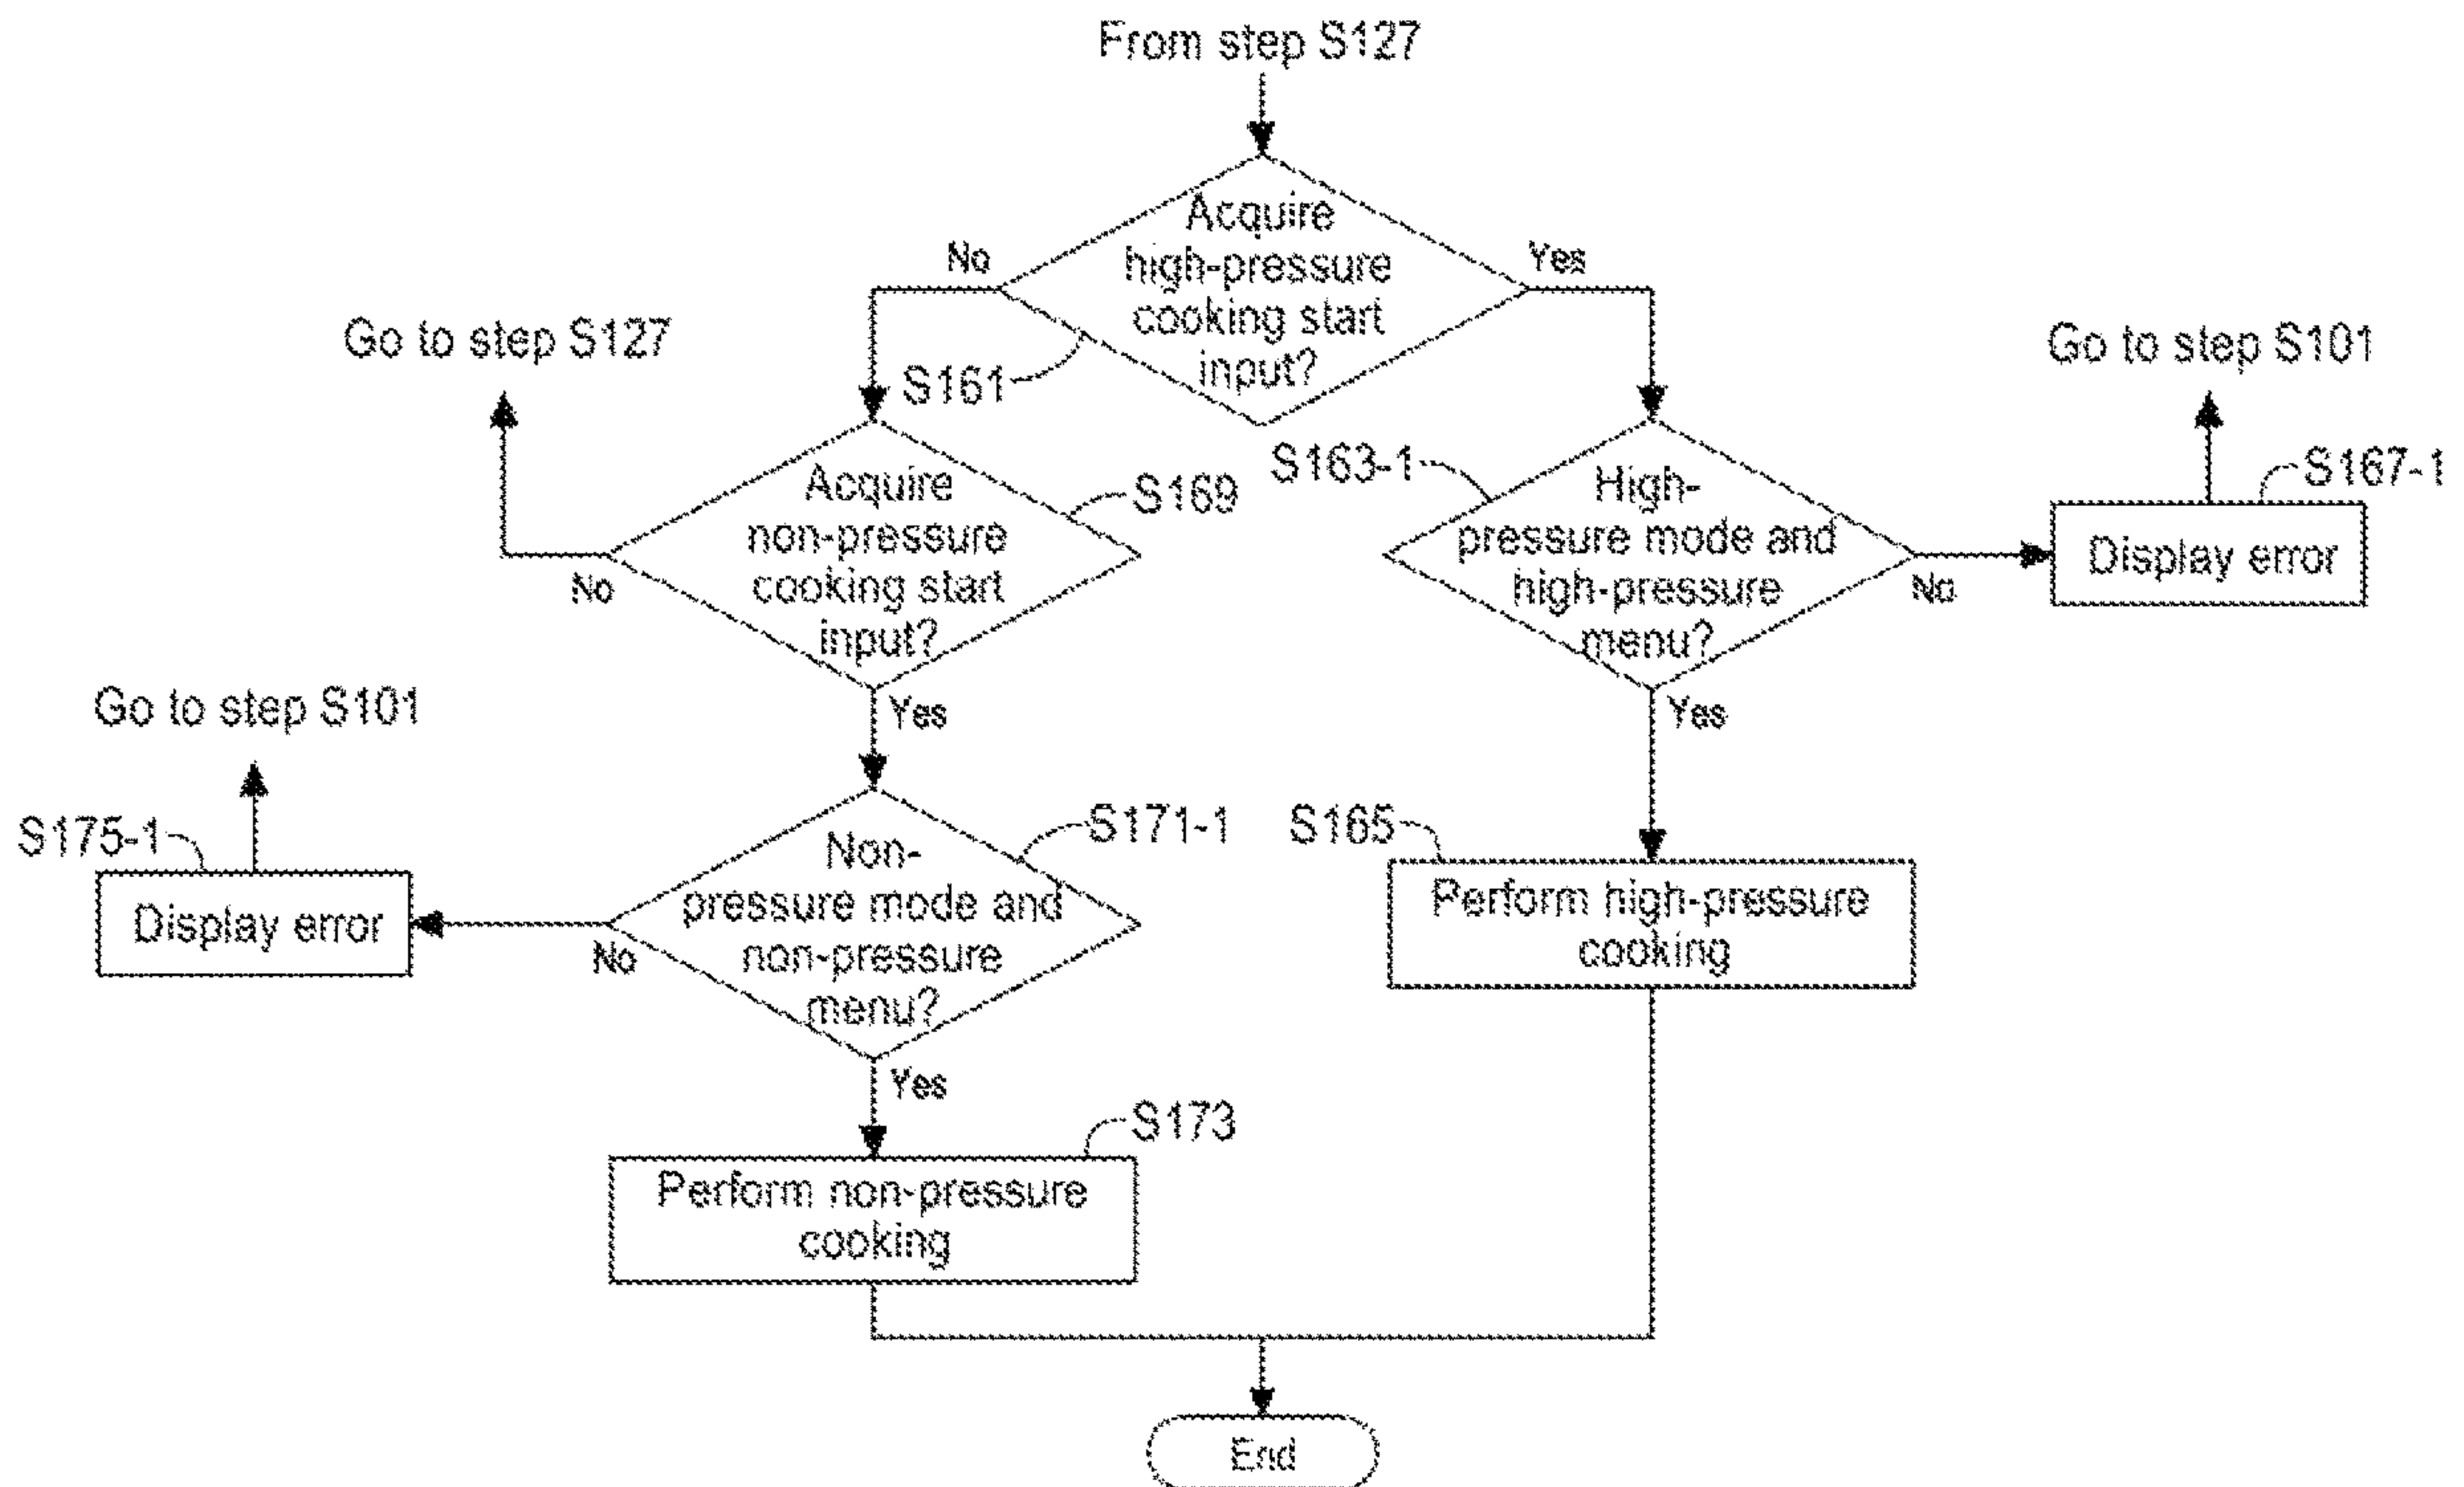 From step S127
Acquire
high-pressure
cooking start
input?
No
Yes
S161
Go to step S127
Go to step S101
Acquire
non-pressure
cooking start
input?
S169
No
Yes
S163-1
High-
pressure mode and
high-pressure
menu?
No
Yes
S167-1
Display error
Go to step S101
S175-1
Display error
Non-
pressure mode and
non-pressure
menu?
S171-1
No
Yes
S165
Perform high-pressure
cooking
S173
Perform non-pressure
cooking
End